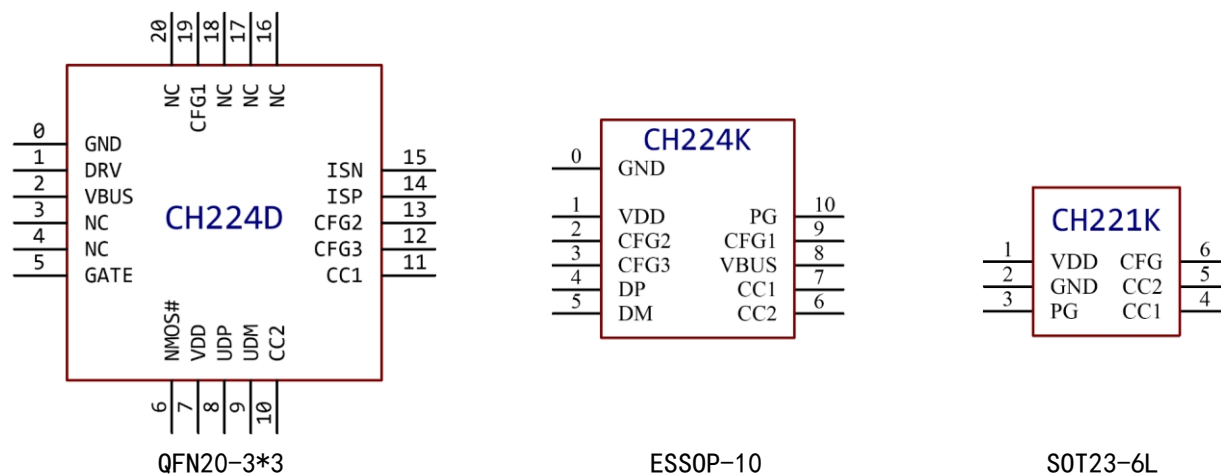 20 19 18 17 16
NC CFG1 NC NC NC
0 GND
1 DRV
2 VBUS
3 NC
4 NC
5 GATE
CH224D
ISN 15
ISP 14
CFG2 13
CFG3 12
CC1 11
NMOS# VDD UDP UDM CC2
6 7 8 9 10
QFN20-3*3
CH224K
0 GND
1 VDD PG 10
2 CFG2 CFG1 9
3 CFG3 VBUS 8
4 DP CC1 7
5 DM CC2 6
ESSOP-10
CH221K
1 VDD CFG 6
2 GND CC2 5
3 PG CC1 4
SOT23-6L